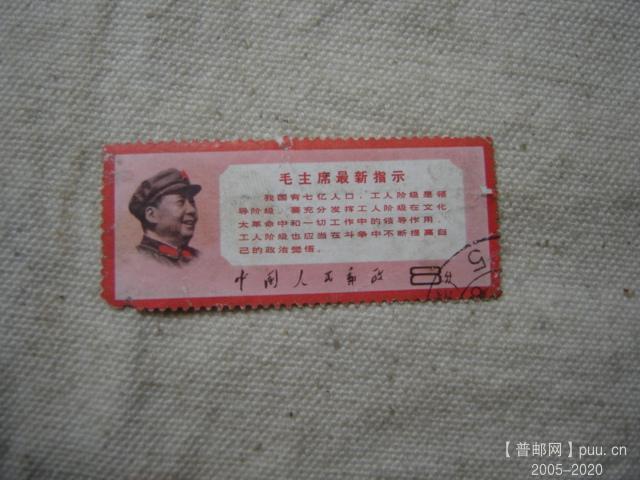 毛主席最新指示
我国有七亿人口，工人阶级是领
导阶级。要充分发挥工人阶级在文化
大革命中和一切工作中的领导作用。
工人阶级也应当在斗争中不断提高自
己的政治觉悟。
中国人民邮政 8分
5
【普邮网】puu.cn
2005-2020